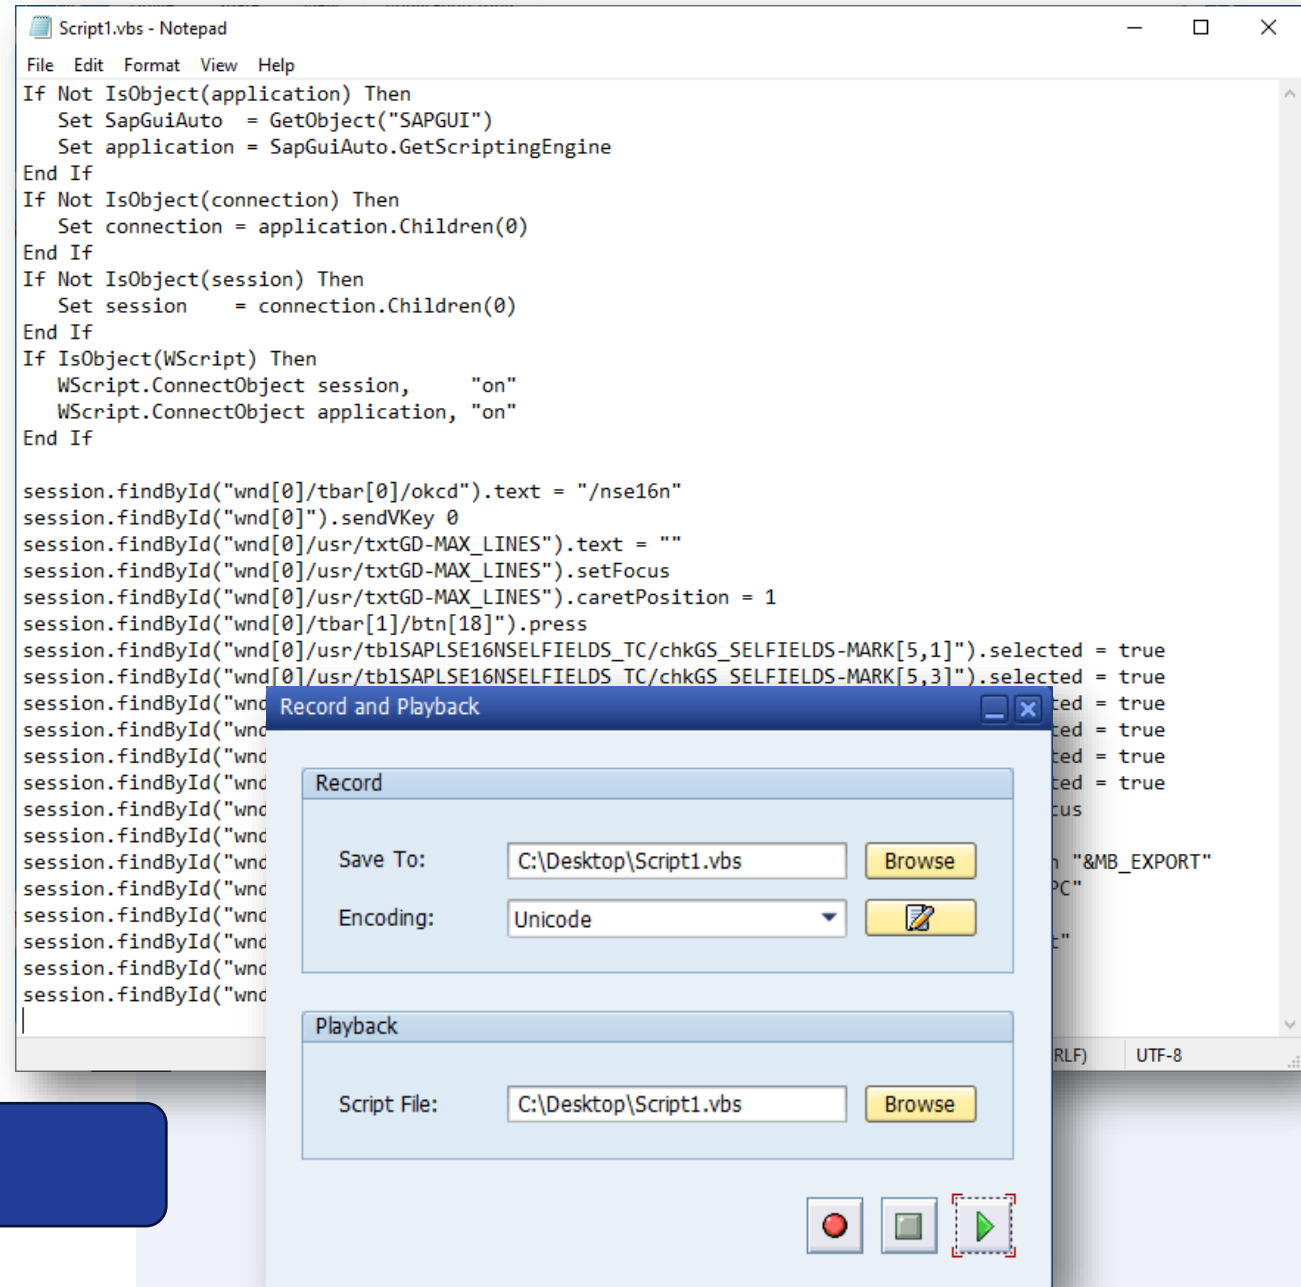 Script1.vbs - Notepad
File Edit Format View Help
If Not IsObject(application) Then
   Set SapGuiAuto  = GetObject("SAPGUI")
   Set application = SapGuiAuto.GetScriptingEngine
End If
If Not IsObject(connection) Then
   Set connection = application.Children(0)
End If
If Not IsObject(session) Then
   Set session    = connection.Children(0)
End If
If IsObject(WScript) Then
   WScript.ConnectObject session,     "on"
   WScript.ConnectObject application, "on"
End If
session.findById("wnd[0]/tbar[0]/okcd").text = "/nse16n"
session.findById("wnd[0]").sendVKey 0
session.findById("wnd[0]/usr/txtGD-MAX_LINES").text = ""
session.findById("wnd[0]/usr/txtGD-MAX_LINES").setFocus
session.findById("wnd[0]/usr/txtGD-MAX_LINES").caretPosition = 1
session.findById("wnd[0]/tbar[1]/btn[18]").press
session.findById("wnd[0]/usr/tblSAPLSE16NSELFIELDS_TC/chkGS_SELFIELDS-MARK[5,1]").selected = true
session.findById("wnd[0]/usr/tblSAPLSE16NSELFIELDS_TC/chkGS_SELFIELDS-MARK[5,3]").selected = true
session.findById("wnd ted = true
session.findById("wnd ted = true
session.findById("wnd ted = true
session.findById("wnd ted = true
session.findById("wnd cus
session.findById("wnd
session.findById("wnd "&MB_EXPORT"
session.findById("wnd PC"
session.findById("wnd
session.findById("wnd t"
session.findById("wnd
session.findById("wnd
RLF) UTF-8
Record and Playback
Record
Save To: C:\Desktop\Script1.vbs Browse
Encoding: Unicode
Playback
Script File: C:\Desktop\Script1.vbs Browse